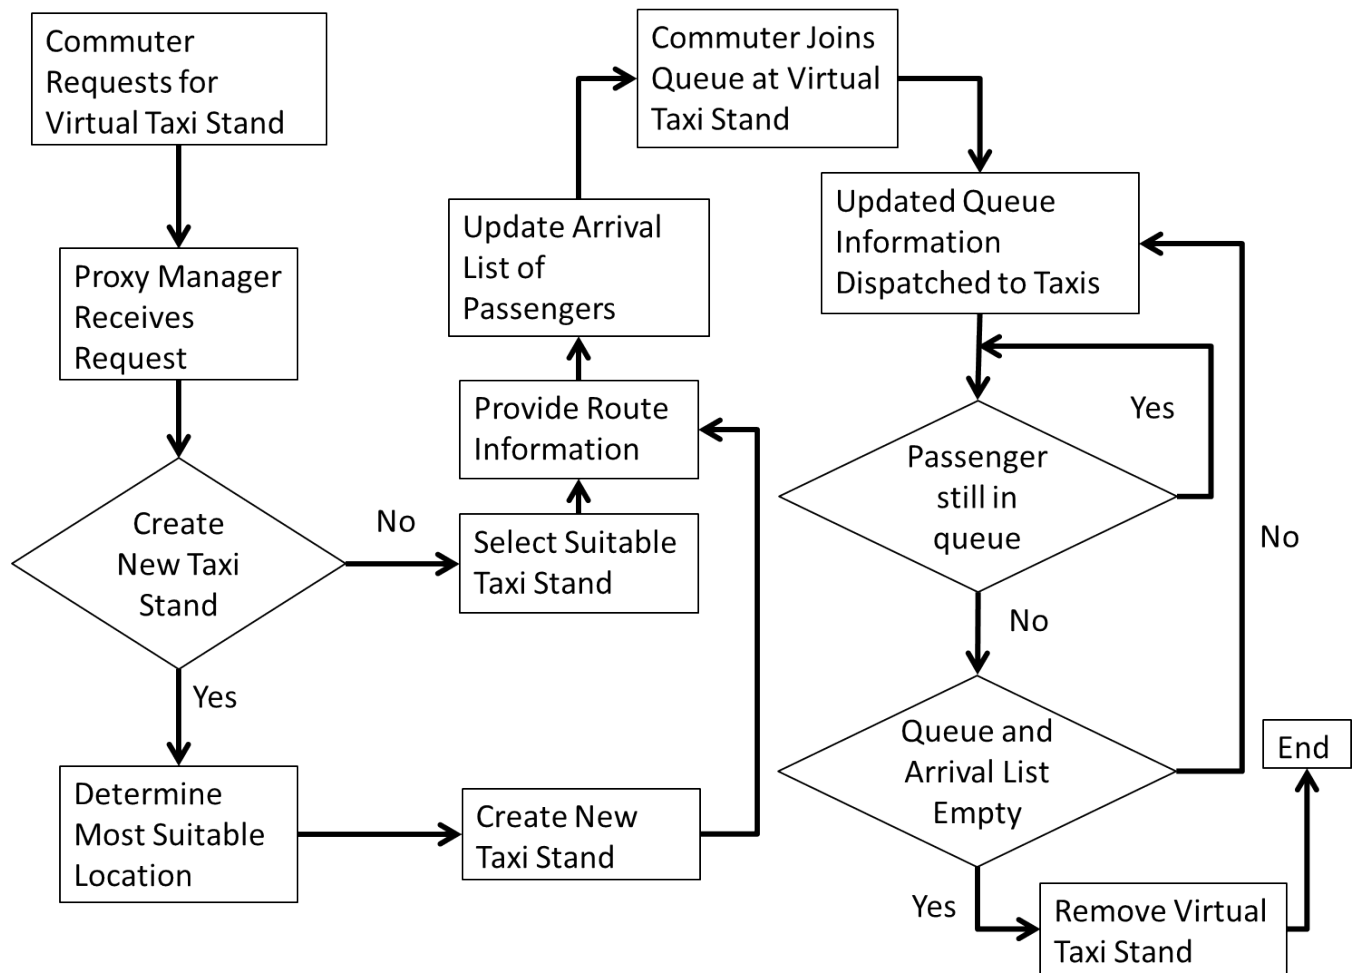 Commuter
Requests for
Virtual Taxi Stand
Proxy Manager
Receives
Request
Create
New Taxi
Stand
No
Yes
Determine
Most Suitable
Location
Create New
Taxi Stand
Select Suitable
Taxi Stand
Provide Route
Information
Update Arrival
List of
Passengers
Commuter Joins
Queue at Virtual
Taxi Stand
Updated Queue
Information
Dispatched to Taxis
Yes
Passenger
still in
queue
No
No
Queue and
Arrival List
Empty
Yes
Remove Virtual
Taxi Stand
End